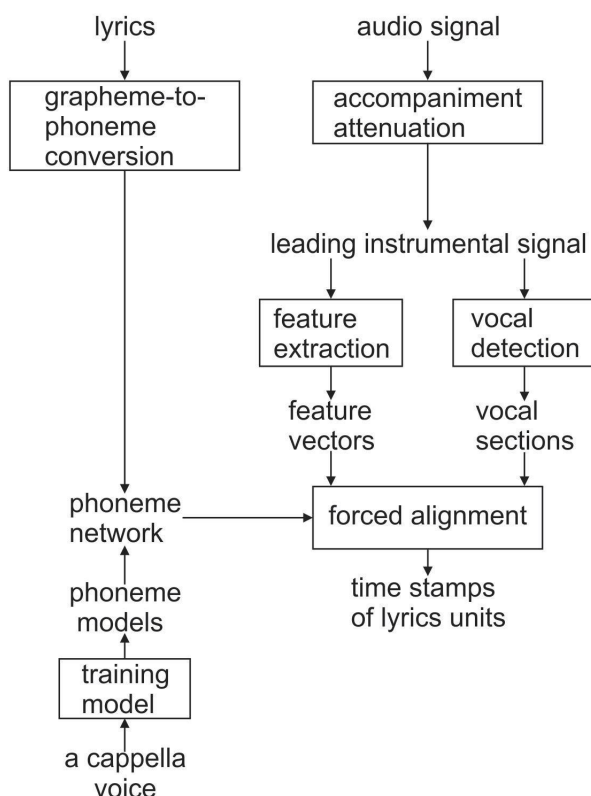 lyrics
grapheme-to-
phoneme
conversion
audio signal
accompaniment
attenuation
leading instrumental signal
feature
extraction
vocal
detection
feature
vectors
vocal
sections
phoneme
network
forced alignment
phoneme
models
time stamps
of lyrics units
training
model
a cappella
voice